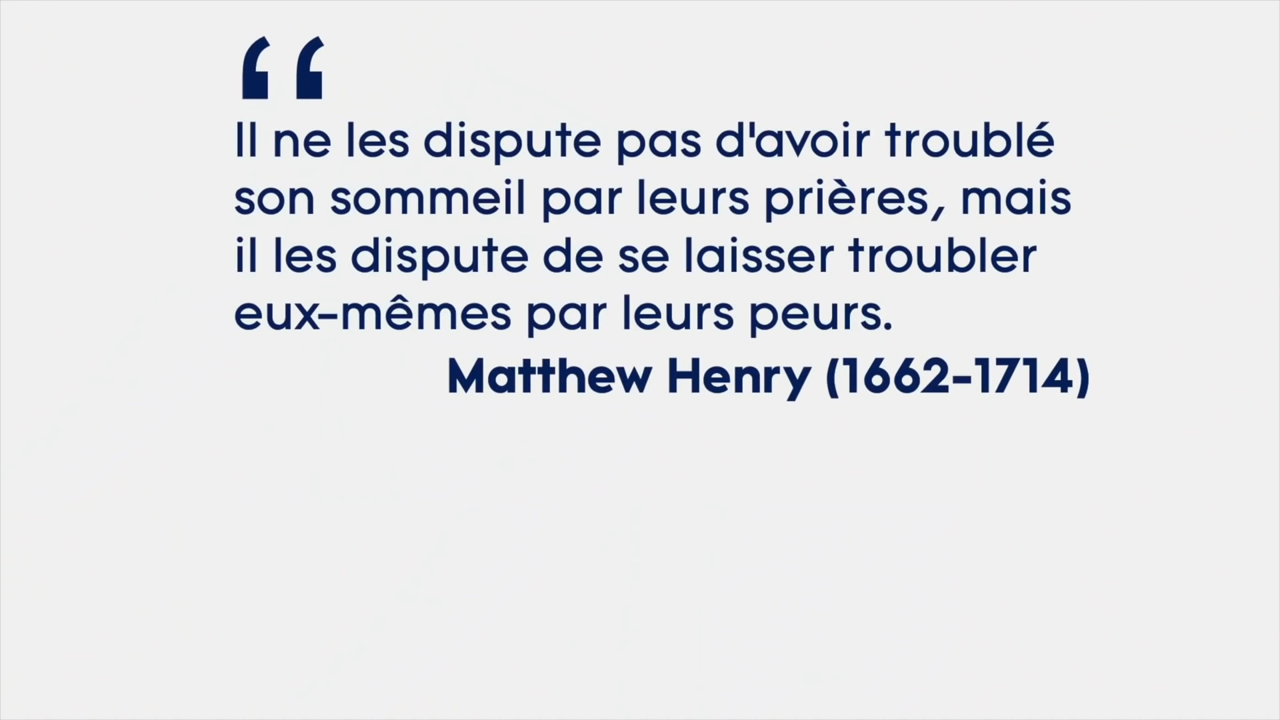 “
Il ne les dispute pas d'avoir troublé
son sommeil par leurs prières, mais
il les dispute de se laisser troubler
eux-mêmes par leurs peurs.
Matthew Henry (1662-1714)